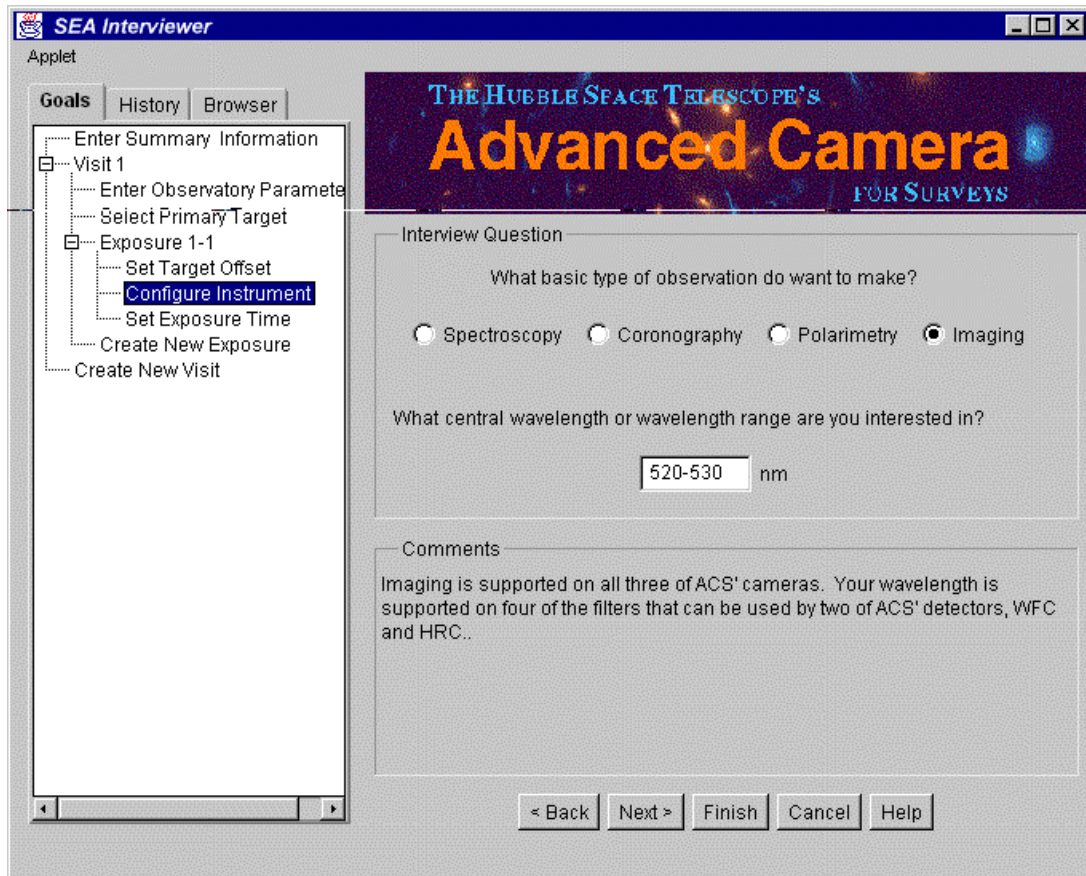 SEA Interviewer
Applet
Goals History Browser
Enter Summary Information
Visit 1
Enter Observatory Paramete
Select Primary Target
Exposure 1-1
Set Target Offset
Configure Instrument
Set Exposure Time
Create New Exposure
Create New Visit
THE HUBBLE SPACE TELESCOPE'S
Advanced Camera
FOR SURVEYS
Interview Question
What basic type of observation do want to make?
Spectroscopy Coronography Polarimetry Imaging
What central wavelength or wavelength range are you interested in?
520-530 nm
Comments
Imaging is supported on all three of ACS' cameras. Your wavelength is
supported on four of the filters that can be used by two of ACS' detectors, WFC
and HRC..
< Back Next > Finish Cancel Help